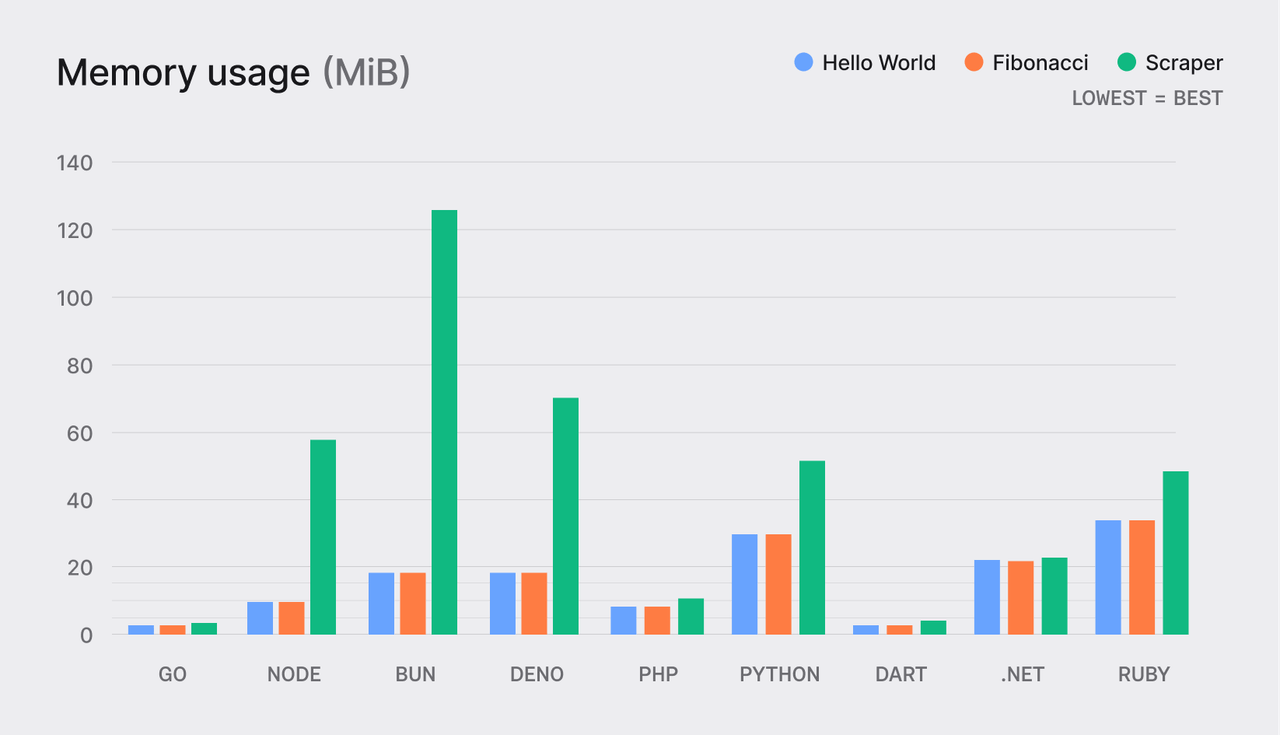 Memory usage (MiB)
Hello World Fibonacci Scraper
LOWEST = BEST
140
120
100
80
60
40
20
0
GO NODE BUN DENO PHP PYTHON DART .NET RUBY